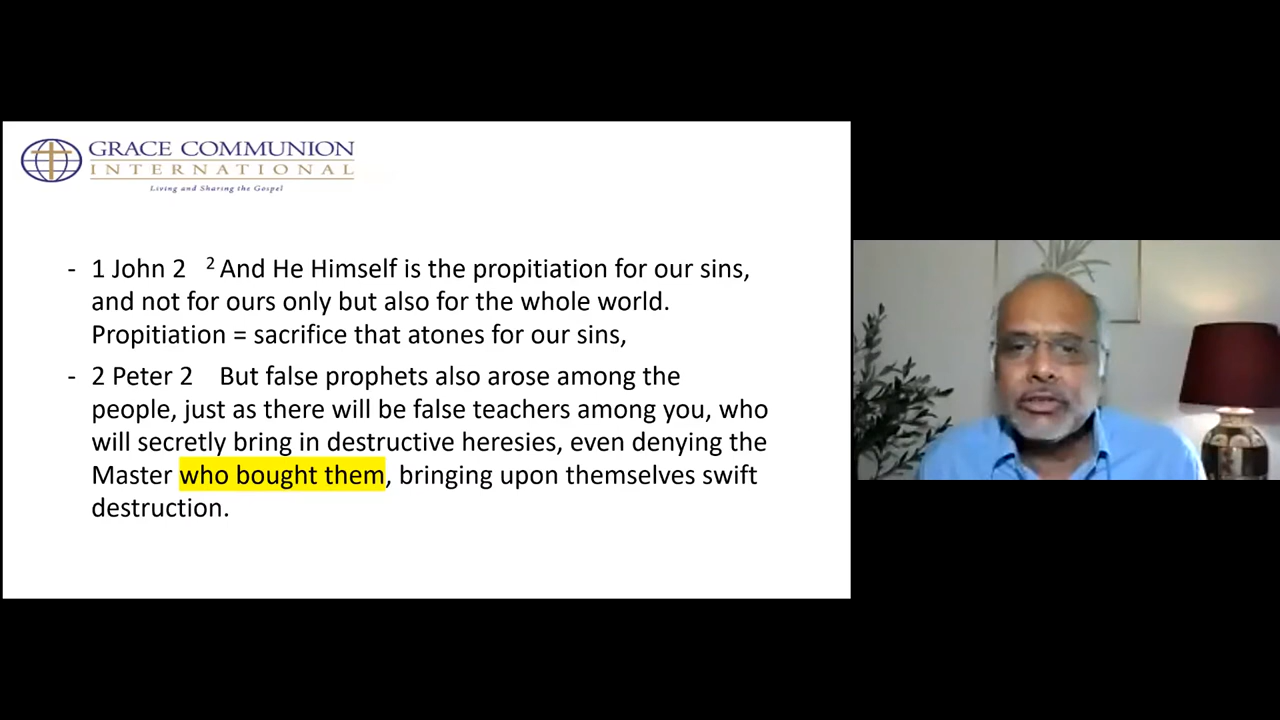 GRACE COMMUNION
INTERNATIONAL
Living and Sharing the Gospel
- 1 John 2 ² And He Himself is the propitiation for our sins,
and not for ours only but also for the whole world.
Propitiation = sacrifice that atones for our sins,
- 2 Peter 2 But false prophets also arose among the
people, just as there will be false teachers among you, who
will secretly bring in destructive heresies, even denying the
Master who bought them, bringing upon themselves swift
destruction.